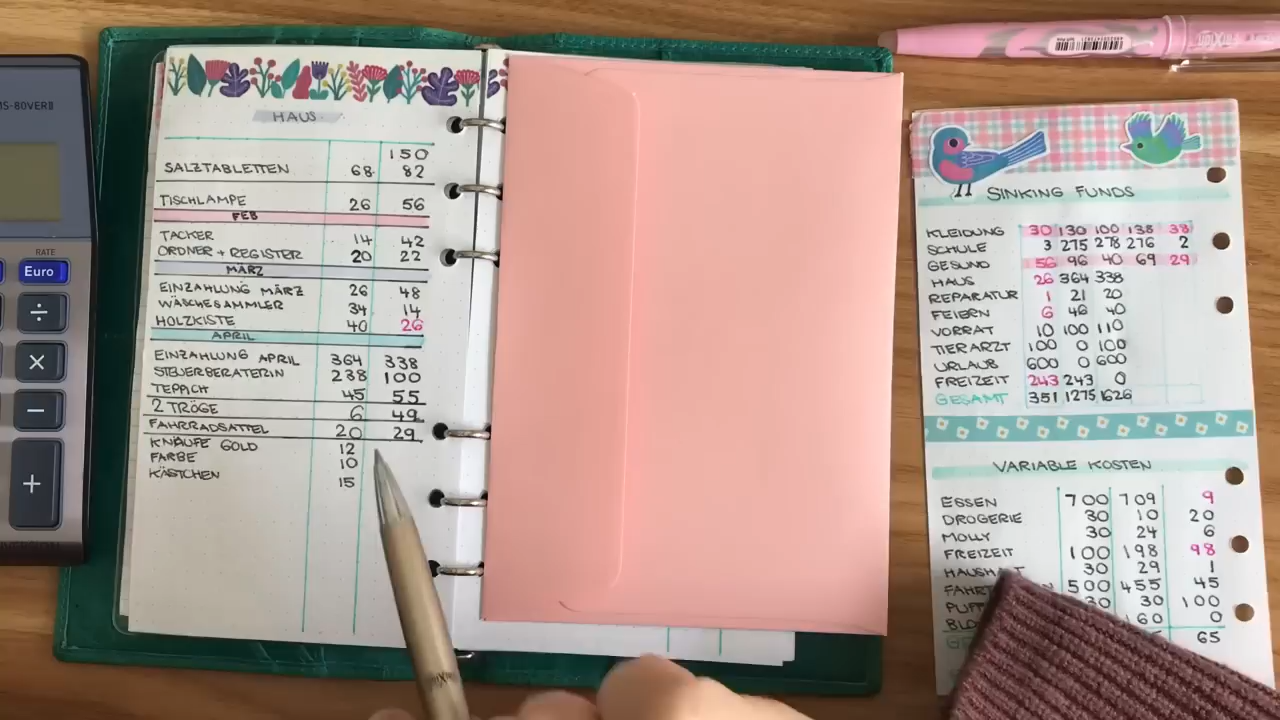 MS-80VERII
HAUS
150
SALZTABLETTEN 68 82
TISCHLAMPE 26 56
FEB
TACKER 14 42
ORDNER + REGISTER 20 22
MÄRZ
EINZAHLUNG MÄRZ 26 48
WÄSCHESAMMLER 34 14
HOLZKISTE 40 26
APRIL
EINZAHLUNG APRIL 364 338
STEUERBERATERIN 238 100
TEPPICH 45 55
2 TRÖGE 6 49
FAHRRADSATTEL 20 29
KNÄUFE GOLD 12
FARBE 10
KÄSTCHEN 15
RATE
Euro
÷
×
−
+
SINKING FUNDS
KLEIDUNG 30 130 100 138 38
SCHULE 3 275 278 276 2
GESUND 56 96 40 69 29
HAUS 26 364 338
REPARATUR 1 21 20
FEIERN 6 46 40
VORRAT 10 100 110
TIERARZT 100 0 100
URLAUB 600 0 600
FREIZEIT 243 243 0
GESAMT 351 1275 1626
VARIABLE KOSTEN
ESSEN 700 709 9
DROGERIE 30 10 20
MOLLY 30 24 6
FREIZEIT 100 198 98
HAUSHALT 30 29 1
FAHRT 500 455 45
30 100
60 0
65